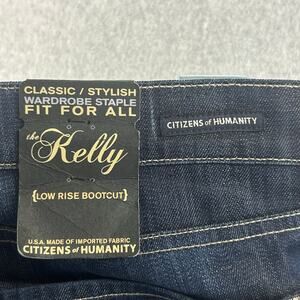 CLASSIC / STYLISH
WARDROBE STAPLE
FIT FOR ALL
the Kelly
{LOW RISE BOOTCUT}
U.S.A. MADE OF IMPORTED FABRIC
CITIZENS of HUMANITY
CITIZENS of HUMANITY